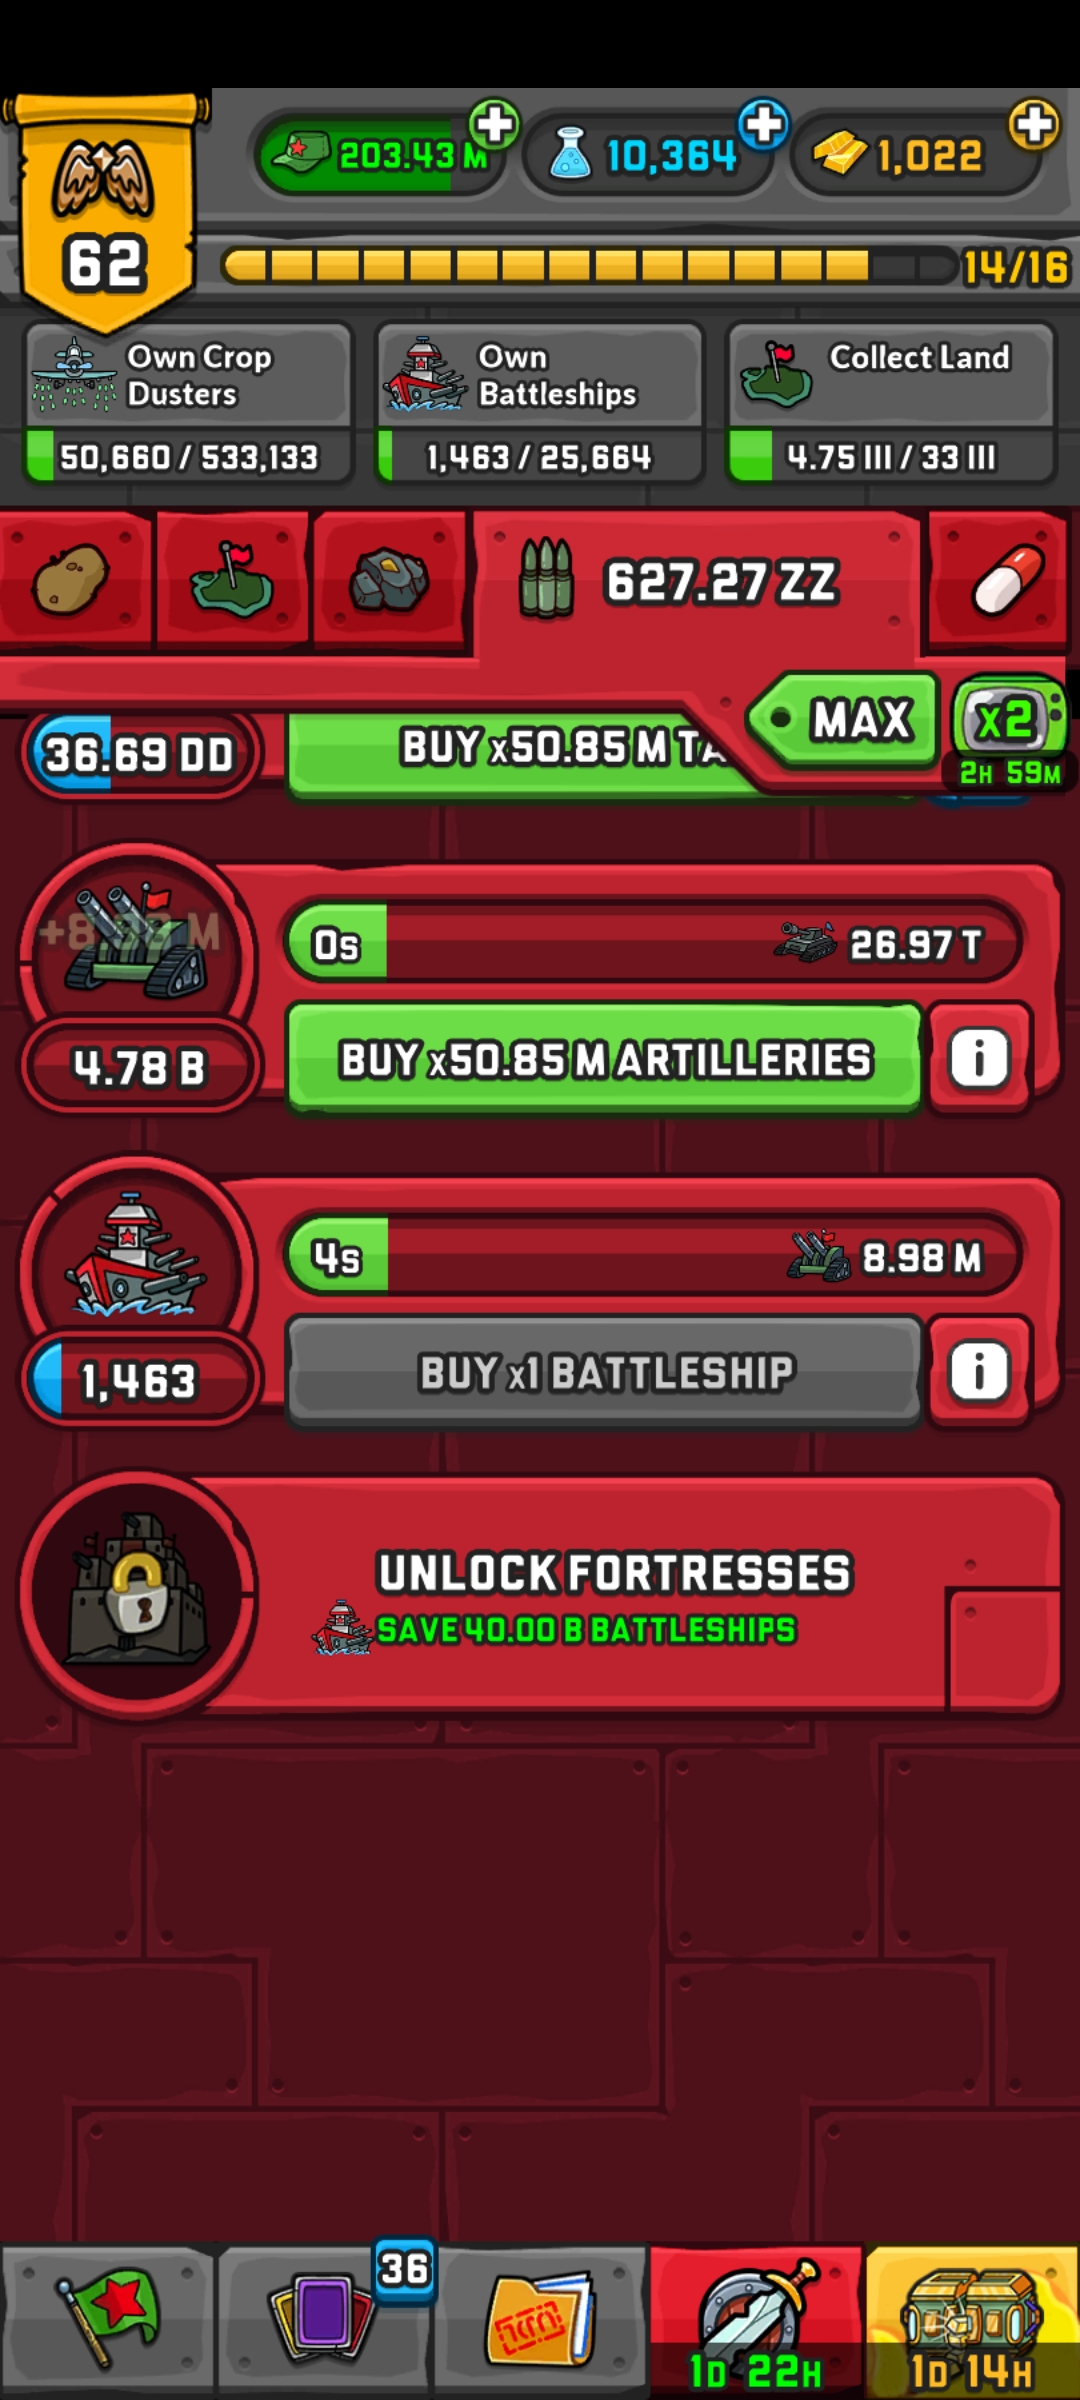 203.43 M
10,364
1,022
62
14/16
Own Crop Dusters
50,660 / 533,133
Own Battleships
1,463 / 25,664
Collect Land
4.75 III / 33 III
627.27 ZZ
MAX
x2
2H 59M
36.69 DD
BUY x50.85 M
0s
26.97 T
4.78 B
BUY x50.85 M ARTILLERIES
i
4s
8.98 M
1,463
BUY x1 BATTLESHIP
i
UNLOCK FORTRESSES
SAVE 40.00 B BATTLESHIPS
36
1D 22H
1D 14H